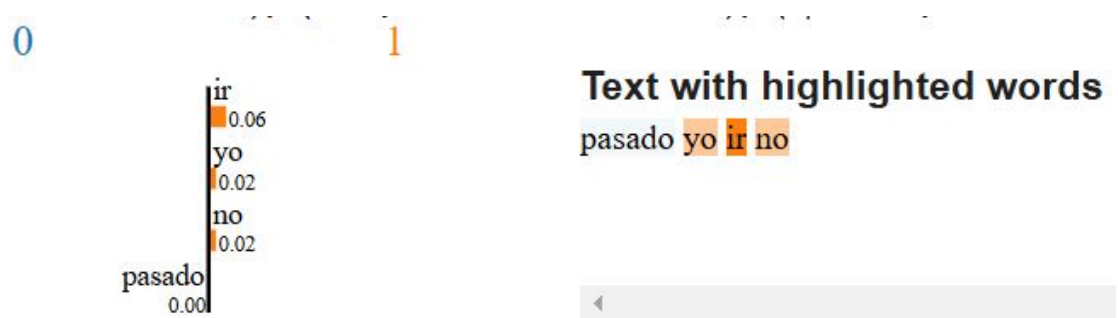 0 1
ir
0.06
yo
0.02
no
0.02
pasado
0.00
Text with highlighted words
pasado yo ir no